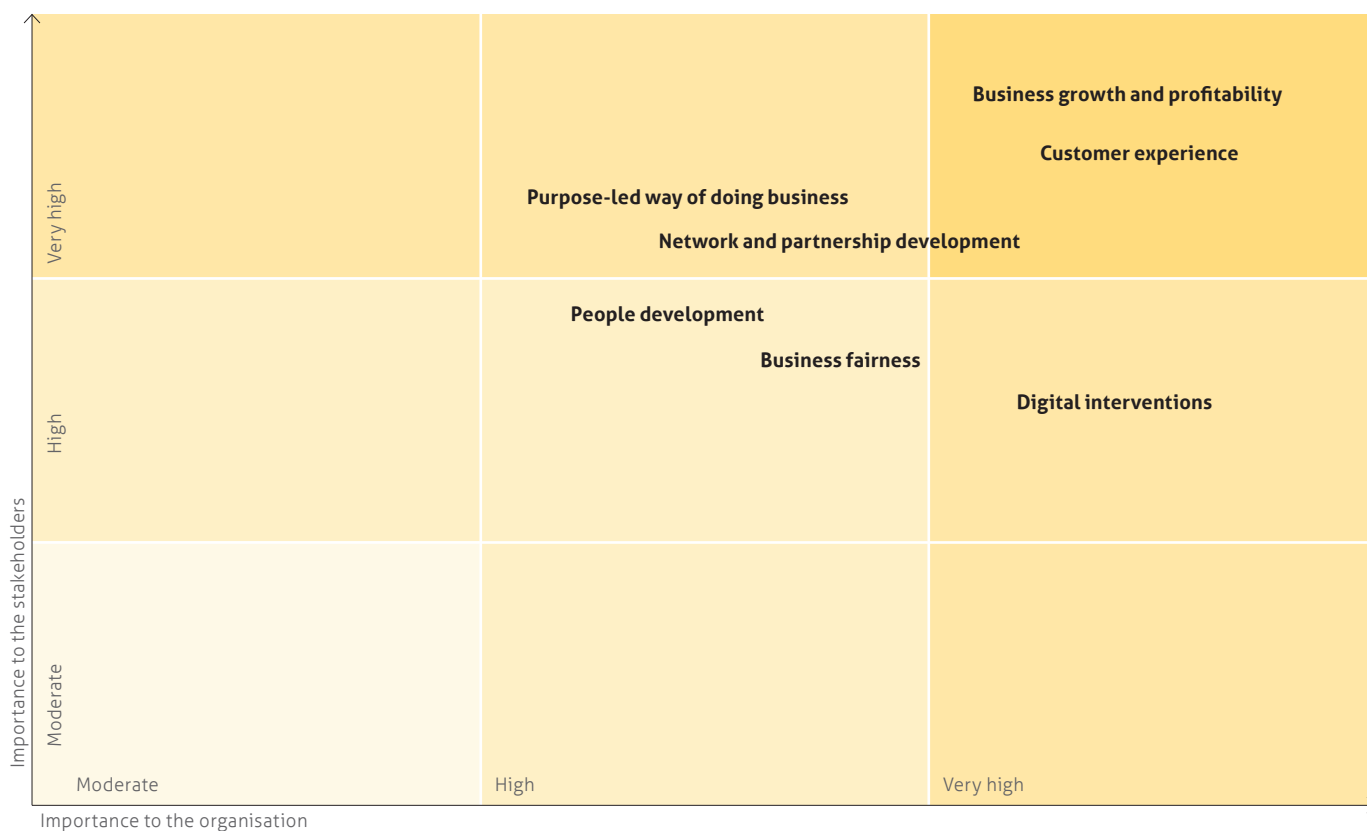 Business growth and profitability
Customer experience
Purpose-led way of doing business
Network and partnership development
People development
Business fairness
Digital interventions
Importance to the stakeholders
Very high
High
Moderate
Moderate
High
Very high
Importance to the organisation